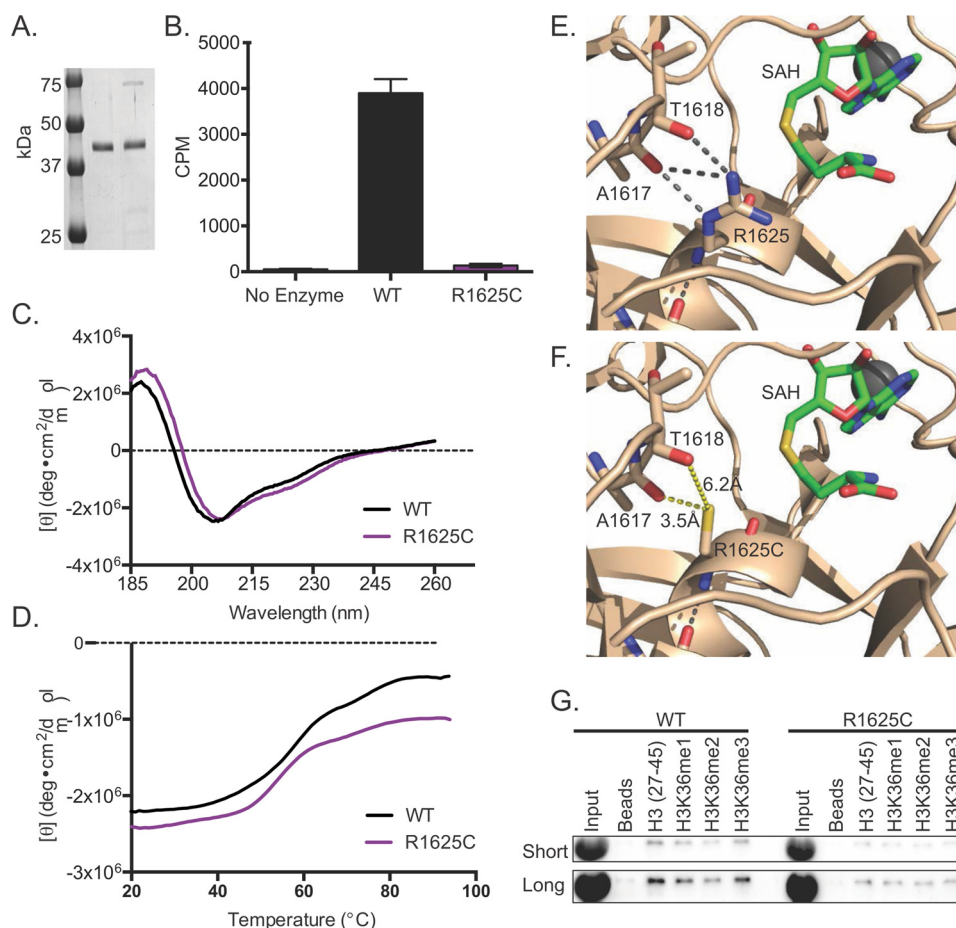 A.
kDa
75
50
37
25
B.
CPM
5000
4000
3000
2000
1000
0
No Enzyme WT R1625C
C.
[θ] (deg•cm²/d
m
ol
)
4x10⁶
2x10⁶
0
-2x10⁶
-4x10⁶
WT
R1625C
185 200 215 230 245 260
Wavelength (nm)
D.
[θ] (deg•cm²/d
m
ol
)
0
-1x10⁶
-2x10⁶
-3x10⁶
WT
R1625C
20 40 60 80 100
Temperature (°C)
E.
SAH
T1618
A1617
R1625
F.
SAH
T1618
6.2Å
A1617
3.5Å
R1625C
G.
WT R1625C
Input Beads H3 (27-45) H3K36me1 H3K36me2 H3K36me3 Input Beads H3 (27-45) H3K36me1 H3K36me2 H3K36me3
Short
Long